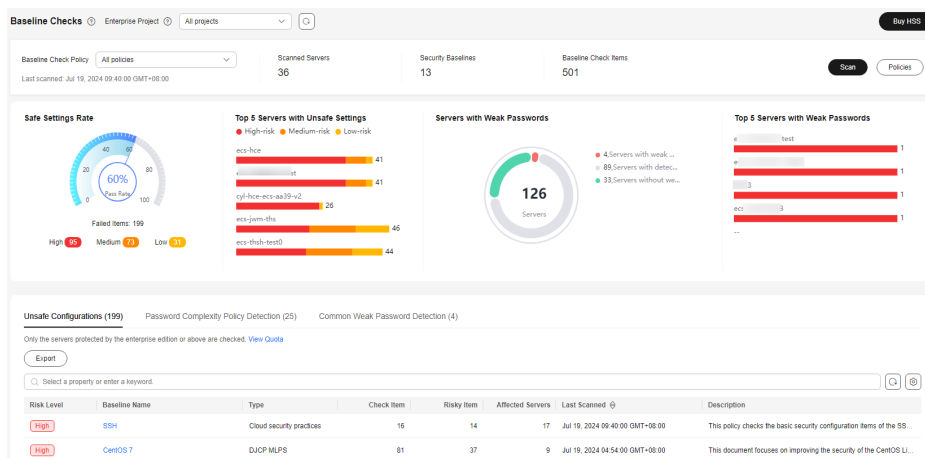 Baseline Checks ? Enterprise Project ? All projects
Buy HSS
Baseline Check Policy All policies
Last scanned: Jul 19, 2024 09:40:00 GMT+08:00
Scanned Servers
36
Security Baselines
13
Baseline Check Items
501
Scan Policies
Safe Settings Rate
0 20 40 60 80 100
60%
Pass Rate
Failed Items: 199
High 95 Medium 73 Low 31
Top 5 Servers with Unsafe Settings
High-risk Medium-risk Low-risk
ecs-hce
41
st
41
cyl-hce-ecs-aa39-v2
26
ecs-jwm-ths
46
ecs-thsh-test0
44
Servers with Weak Passwords
126
Servers
4,Servers with weak ...
89,Servers with detec...
33,Servers without we...
Top 5 Servers with Weak Passwords
test
1
1
3
1
3
1
--
Unsafe Configurations (199) Password Complexity Policy Detection (25) Common Weak Password Detection (4)
Only the servers protected by the enterprise edition or above are checked. View Quota
Export
Select a property or enter a keyword.
Risk Level Baseline Name Type Check Item Risky Item Affected Servers Last Scanned Description
High SSH Cloud security practices 16 14 17 Jul 19, 2024 09:40:00 GMT+08:00 This policy checks the basic security configuration items of the SS...
High CentOS 7 DJCP MLPS 81 37 9 Jul 19, 2024 04:54:00 GMT+08:00 This document focuses on improving the security of the CentOS Li...